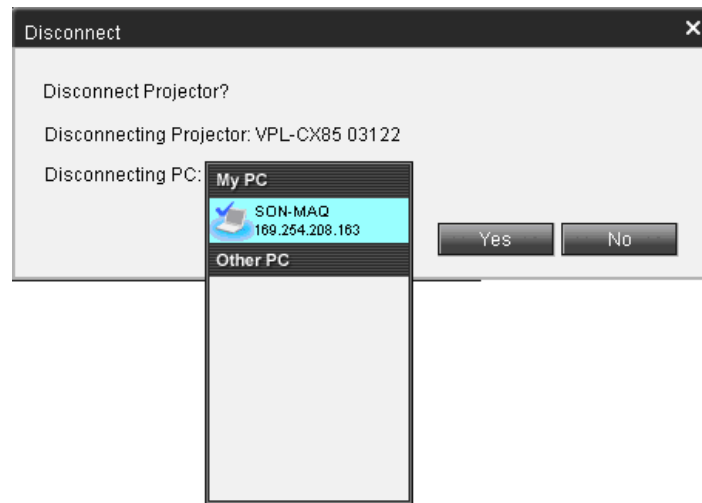 Disconnect
Disconnect Projector?
Disconnecting Projector: VPL-CX85 03122
Disconnecting PC:
My PC
SON-MAQ
169.254.208.163
Other PC
Yes
No